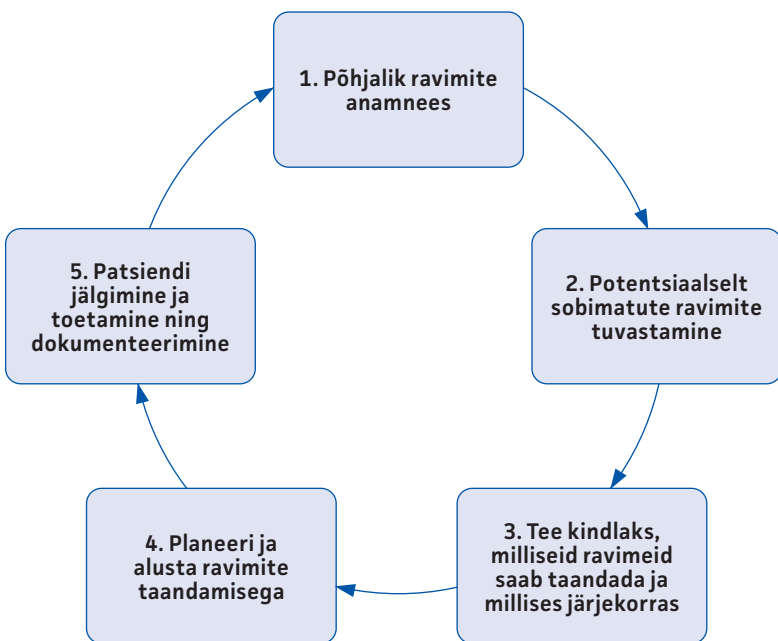 1. Põhjalik ravimite
anamnees
2. Potentsiaalselt
sobimatute ravimite
tuvastamine
3. Tee kindlaks,
milliseid ravimeid
saab taandada ja
millises järjekorras
4. Planeeri ja
alusta ravimite
taandamisega
5. Patsiendi
jälgimine ja
toetamine ning
dokumenteerimine